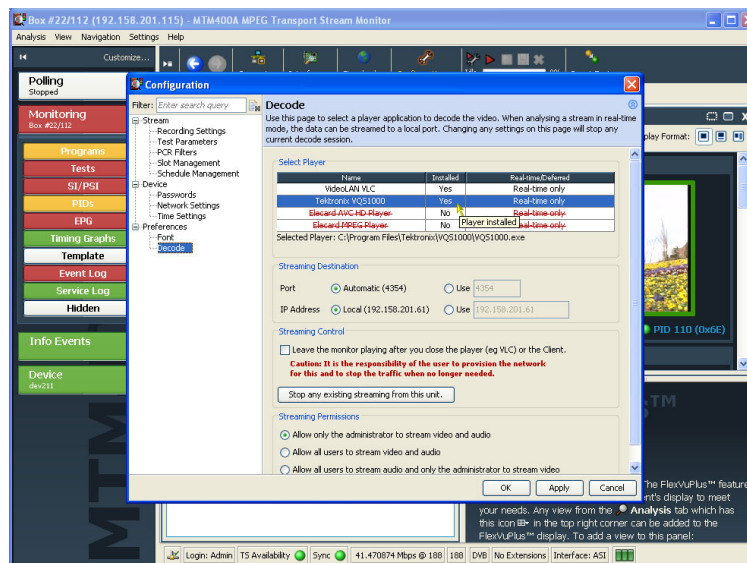 Box #22/112 (192.158.201.115) - MTM400A MPEG Transport Stream Monitor
Analysis View Navigation Settings Help
Customize...
Polling
Stopped
Monitoring
Box #22/112
Programs
Tests
SI/PSI
PIDs
EPG
Timing Graphs
Template
Event Log
Service Log
Hidden
Info Events
Device
dev211
MTM
Configuration
Filter: Enter search query
Stream
Recording Settings
Test Parameters
PCR Filters
Slot Management
Schedule Management
Device
Passwords
Network Settings
Time Settings
Preferences
Font
Decode
Decode
Use this page to select a player application to decode the video. When analysing a stream in real-time
mode, the data can be streamed to a local port. Changing any settings on this page will stop any
current decode session.
Select Player
Name Installed Real-time/Deferred
VideoLAN VLC Yes Real-time only
Tektronix VQS1000 Yes Real-time only
Elecard AVC HD Player No Real-time only
Elecard MPEG Player No Real-time only
Player installed
Selected Player: C:\Program Files\Tektronix\VQS1000\VQS1000.exe
Streaming Destination
Port Automatic (4354) Use 4354
IP Address Local (192.158.201.61) Use 192.158.201.61
Streaming Control
Leave the monitor playing after you close the player (eg VLC) or the Client.
Caution: It is the responsibility of the user to provision the network
for this and to stop the traffic when no longer needed.
Stop any existing streaming from this unit.
Streaming Permissions
Allow only the administrator to stream video and audio
Allow all users to stream video and audio
Allow all users to stream audio and only the administrator to stream video
OK Apply Cancel
play Format:
PID 110 (0x6E)
TM
he FlexVuPlus™ feature
ent's display to meet
your needs. Any view from the Analysis tab which has
this icon in the top right corner can be added to the
FlexVuPlus™ display. To add a view to this panel:
Login: Admin TS Availability Sync 41.470874 Mbps @ 188 188 DVB No Extensions Interface: ASI